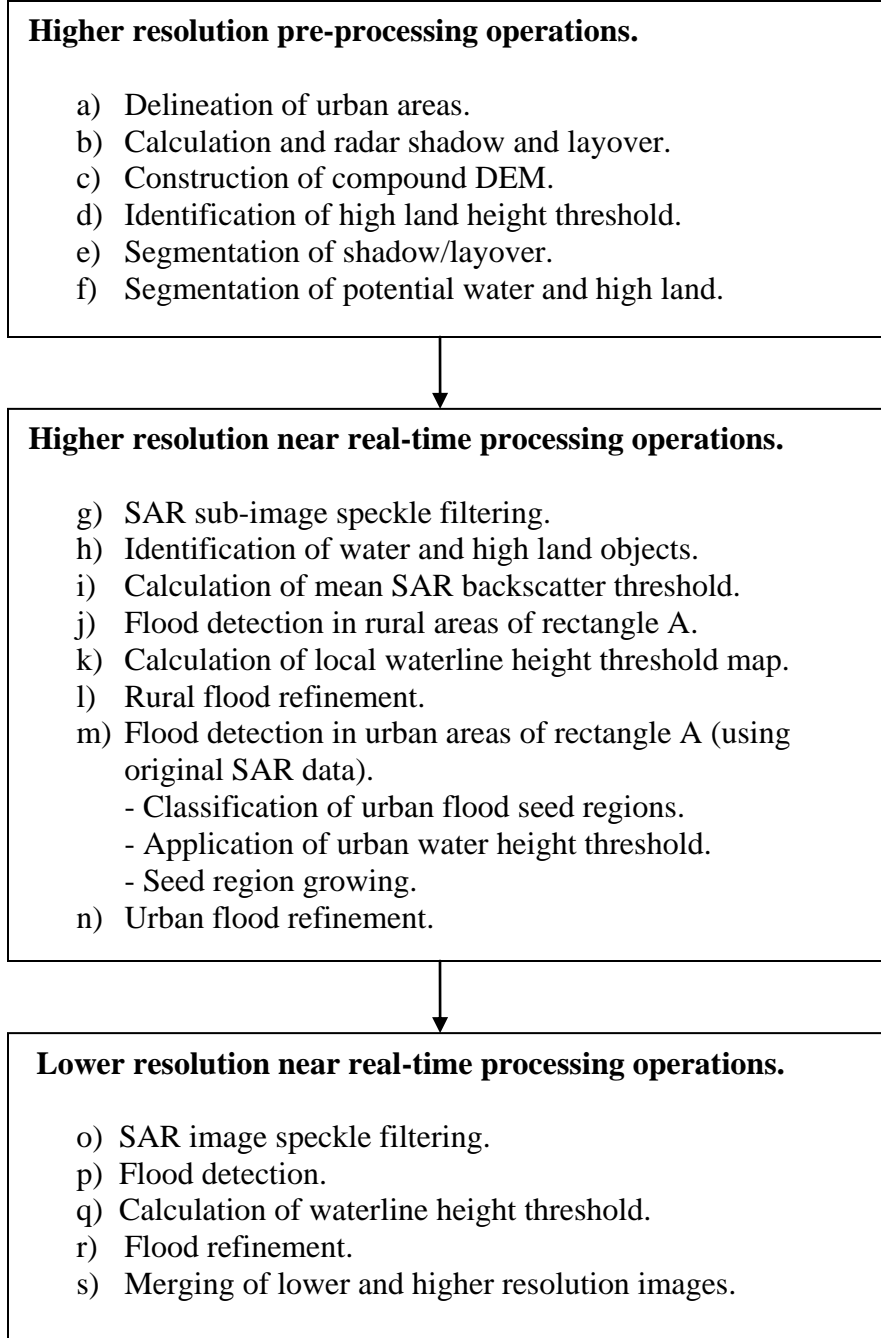 Higher resolution pre-processing operations.
a) Delineation of urban areas.
b) Calculation and radar shadow and layover.
c) Construction of compound DEM.
d) Identification of high land height threshold.
e) Segmentation of shadow/layover.
f) Segmentation of potential water and high land.
Higher resolution near real-time processing operations.
g) SAR sub-image speckle filtering.
h) Identification of water and high land objects.
i) Calculation of mean SAR backscatter threshold.
j) Flood detection in rural areas of rectangle A.
k) Calculation of local waterline height threshold map.
l) Rural flood refinement.
m) Flood detection in urban areas of rectangle A (using
original SAR data).
- Classification of urban flood seed regions.
- Application of urban water height threshold.
- Seed region growing.
n) Urban flood refinement.
Lower resolution near real-time processing operations.
o) SAR image speckle filtering.
p) Flood detection.
q) Calculation of waterline height threshold.
r) Flood refinement.
s) Merging of lower and higher resolution images.